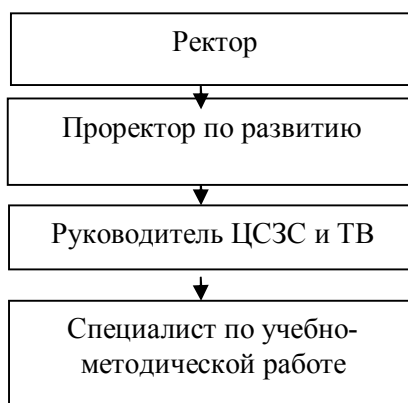 Ректор
Проректор по развитию
Руководитель ЦСЗС и ТВ
Специалист по учебно-
методической работе